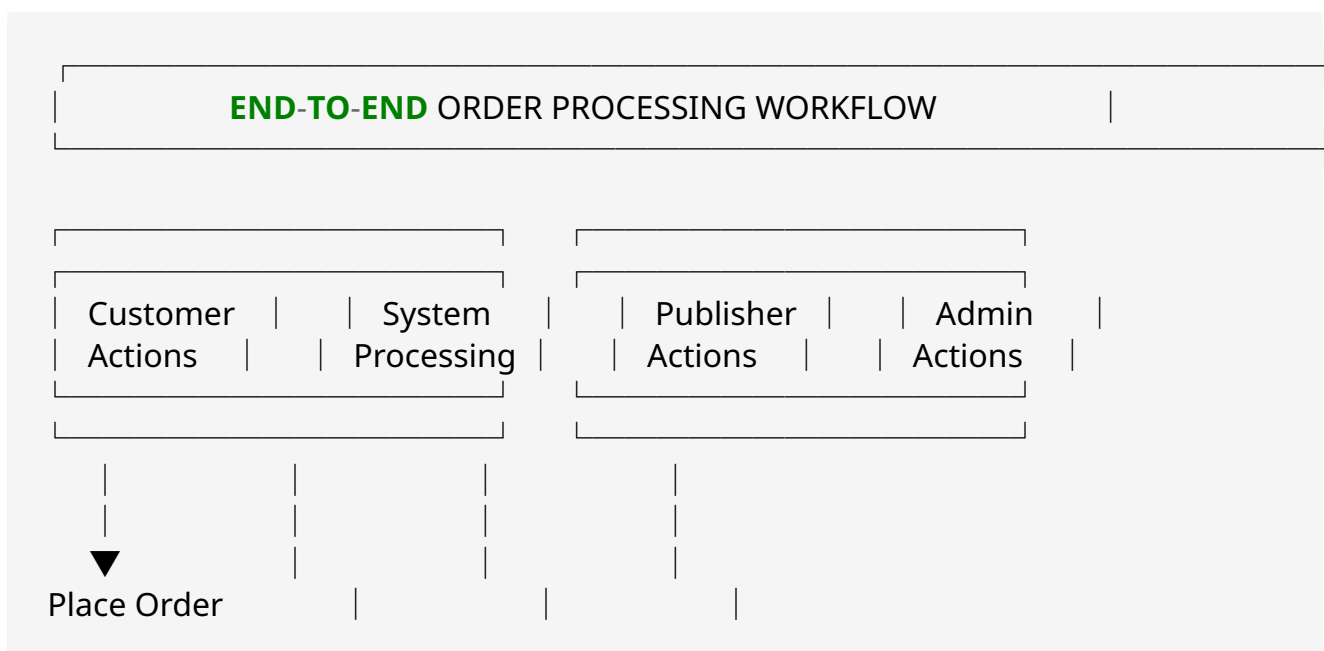 END-TO-END ORDER PROCESSING WORKFLOW
Customer System Publisher Admin
Actions Processing Actions Actions
Place Order